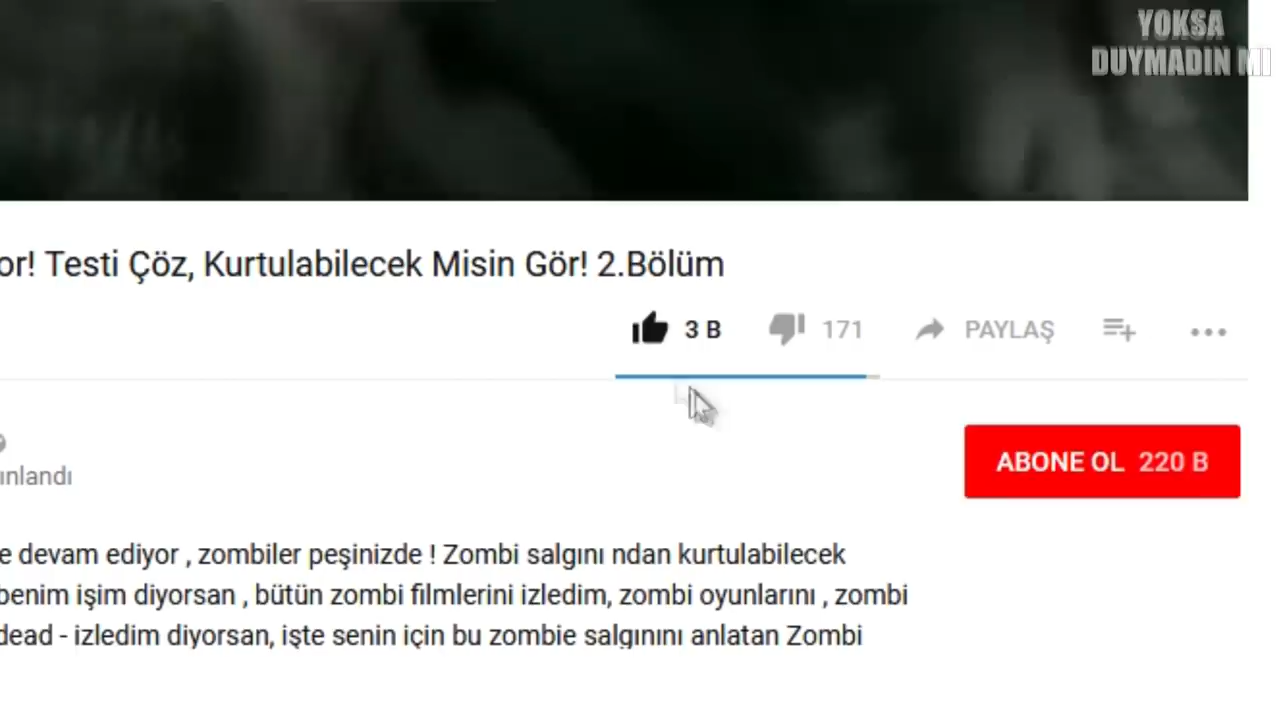 YOKSA
DUYMADIN MI
or! Testi Çöz, Kurtulabilecek Misin Gör! 2.Bölüm
3 B 171 PAYLAŞ
ABONE OL 220 B
ınlandı
e devam ediyor , zombiler peşinizde ! Zombi salgını ndan kurtulabilecek
benim işim diyorsan , bütün zombi filmlerini izledim, zombi oyunlarını , zombi
dead - izledim diyorsan, işte senin için bu zombie salgınını anlatan Zombi